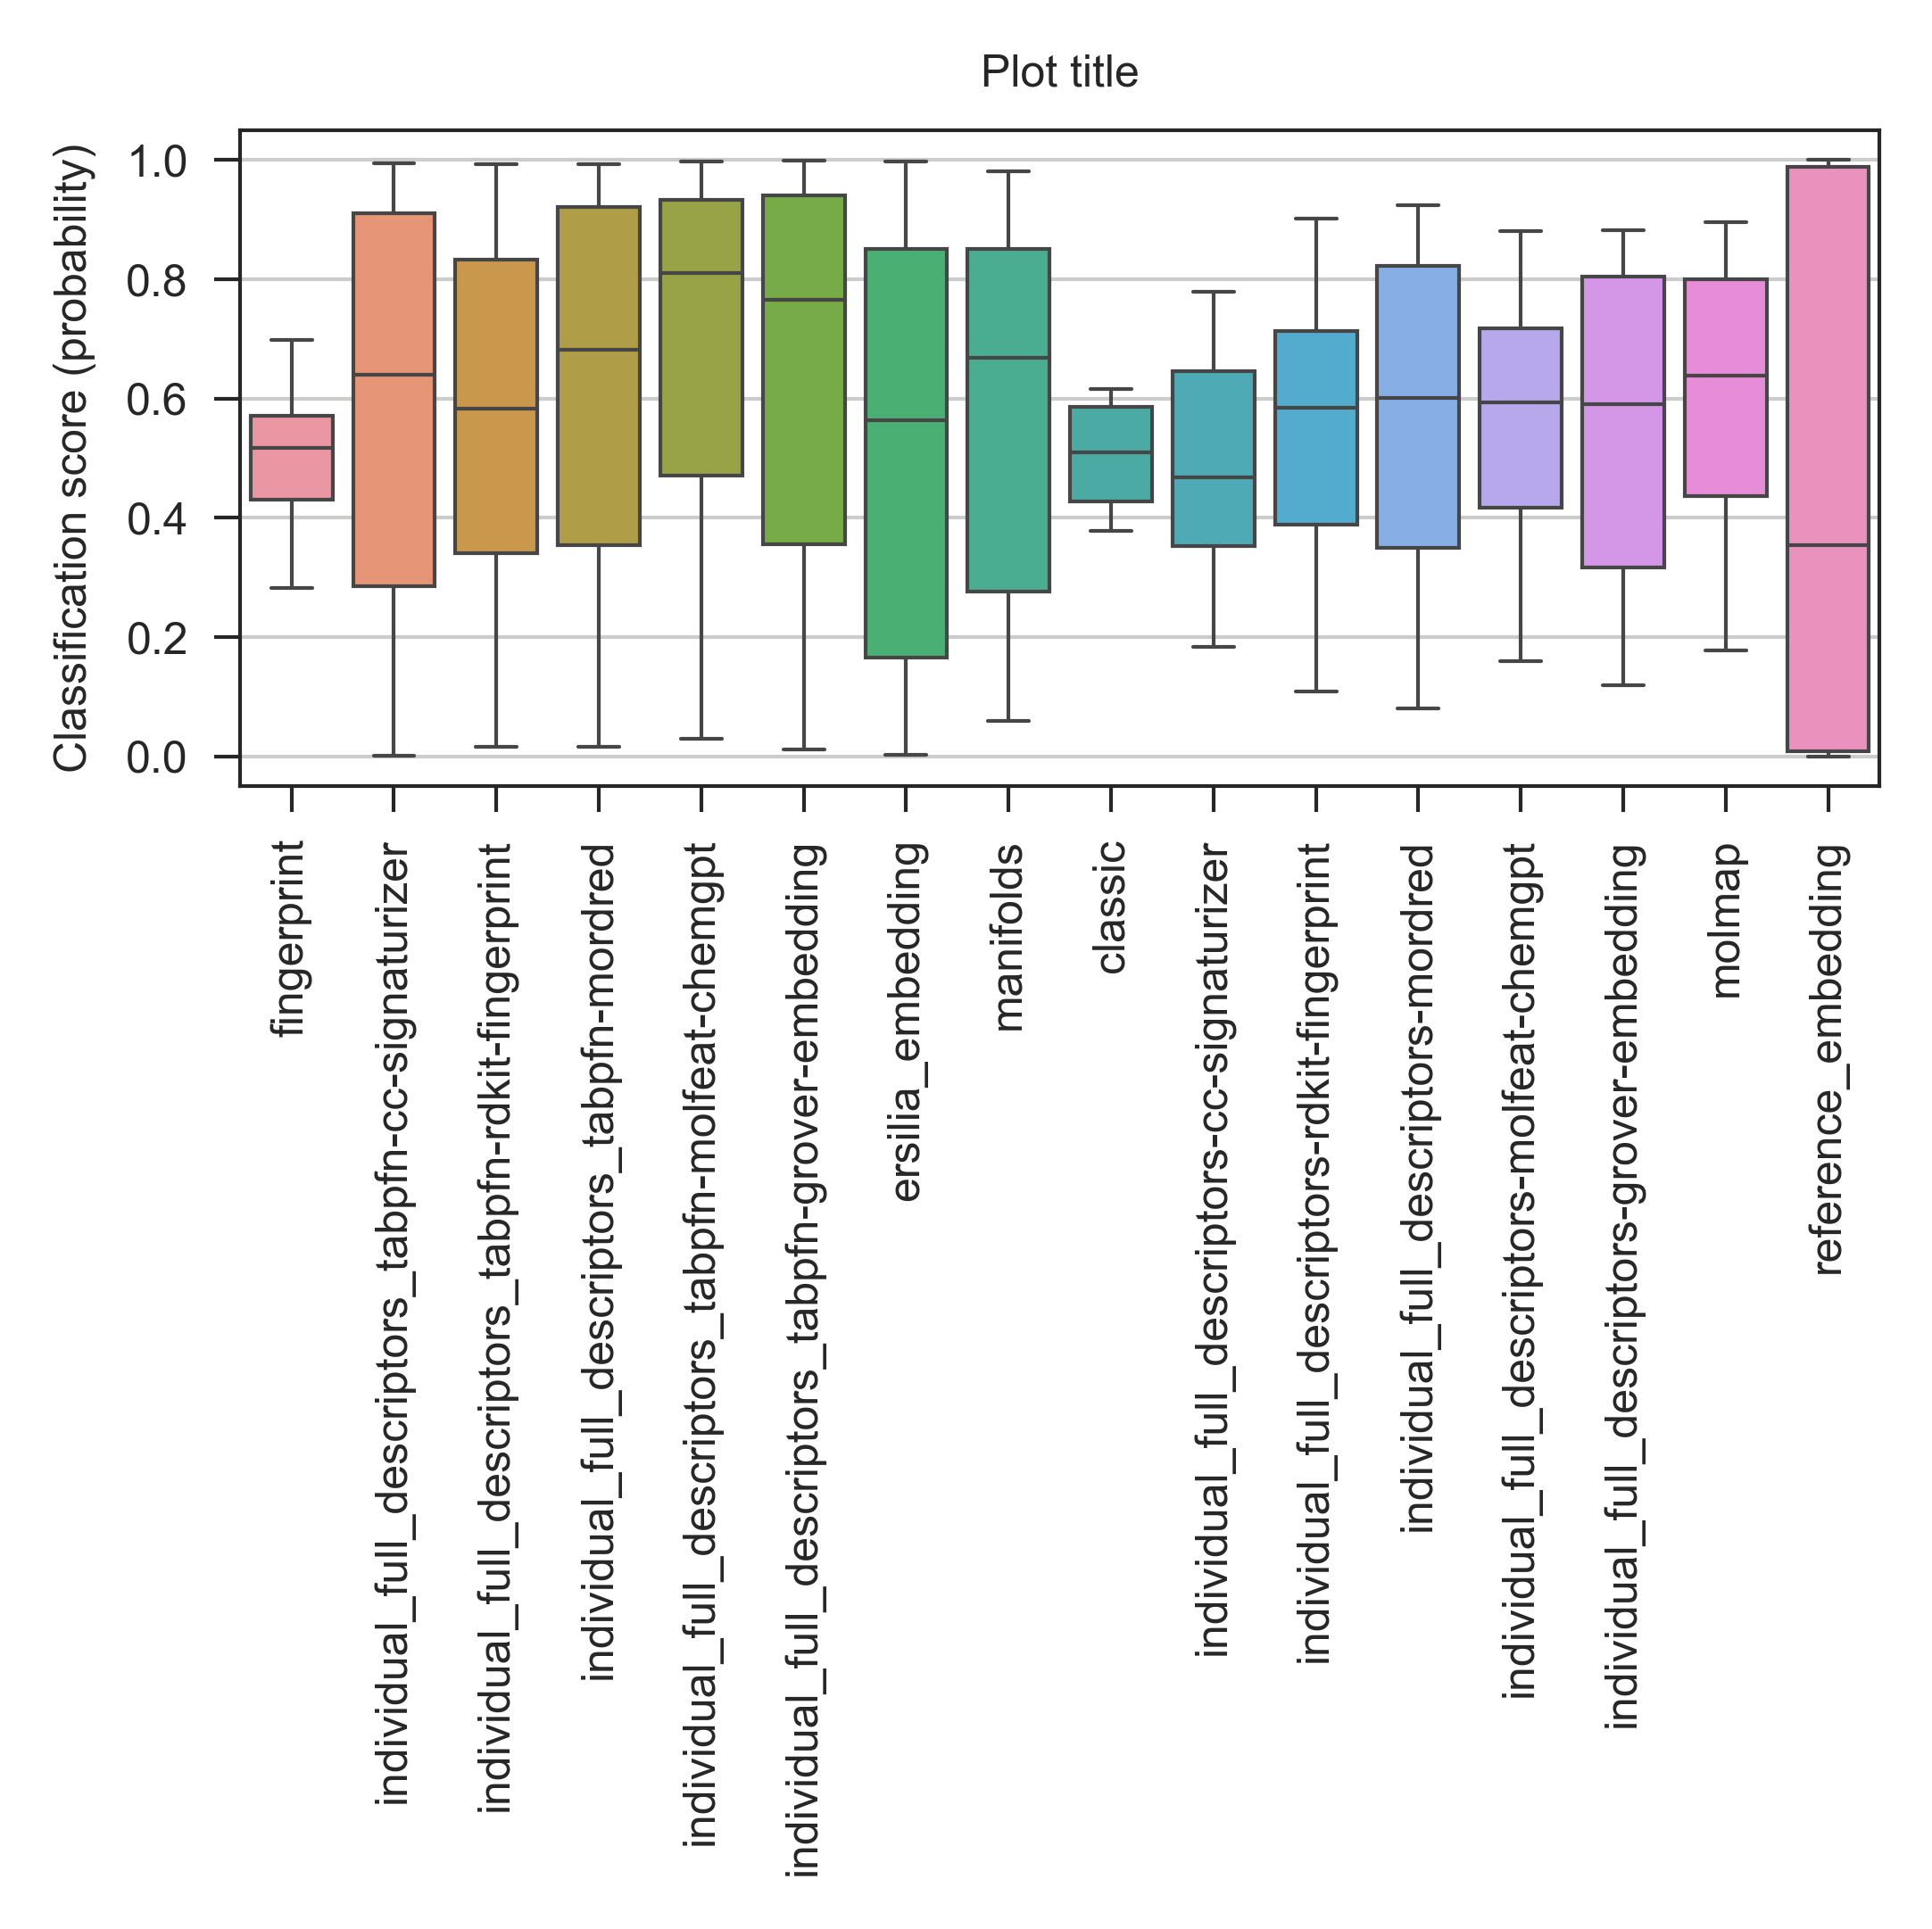 Plot title
Classification score (probability)
1.0
0.8
0.6
0.4
0.2
0.0
fingerprint
individual_full_descriptors_tabpfn-cc-signaturizer
individual_full_descriptors_tabpfn-rdkit-fingerprint
individual_full_descriptors_tabpfn-mordred
individual_full_descriptors_tabpfn-molfeat-chemgpt
individual_full_descriptors_tabpfn-grover-embedding
ersilia_embedding
manifolds
classic
individual_full_descriptors-cc-signaturizer
individual_full_descriptors-rdkit-fingerprint
individual_full_descriptors-mordred
individual_full_descriptors-molfeat-chemgpt
individual_full_descriptors-grover-embedding
molmap
reference_embedding